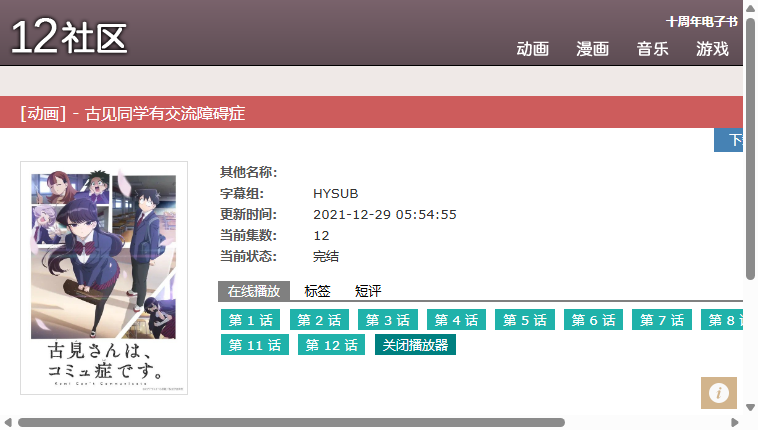 12社区
十周年电子书
动画 漫画 音乐 游戏
[动画] - 古见同学有交流障碍症
古見さんは、
コミュ症です。
Komi Can't Communicate
其他名称:
字幕组: HYSUB
更新时间: 2021-12-29 05:54:55
当前集数: 12
当前状态: 完结
在线播放 标签 短评
第 1 话 第 2 话 第 3 话 第 4 话 第 5 话 第 6 话 第 7 话 第 8
第 11 话 第 12 话 关闭播放器
i